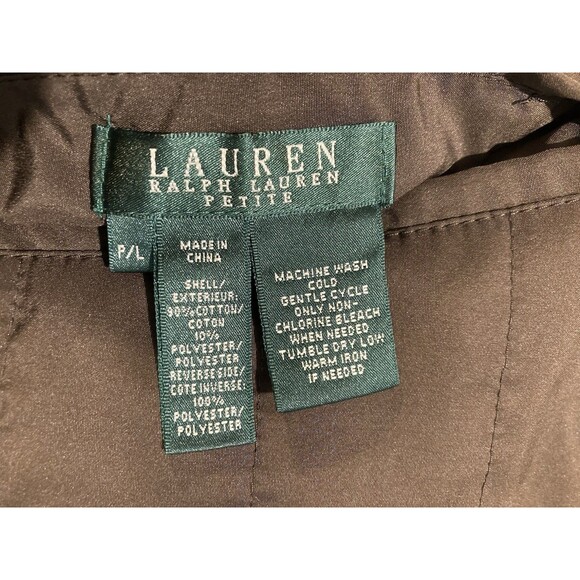 LAUREN
RALPH LAUREN
PETITE
P/L
MADE IN
CHINA
SHELL/
EXTERIEUR:
90% COTTON/
COTON
10%
POLYESTER/
POLYESTER
REVERSE SIDE/
COTE INVERSE:
100%
POLYESTER/
POLYESTER
MACHINE WASH
COLD
GENTLE CYCLE
ONLY NON-
CHLORINE BLEACH
WHEN NEEDED
TUMBLE DRY LOW
WARM IRON
IF NEEDED